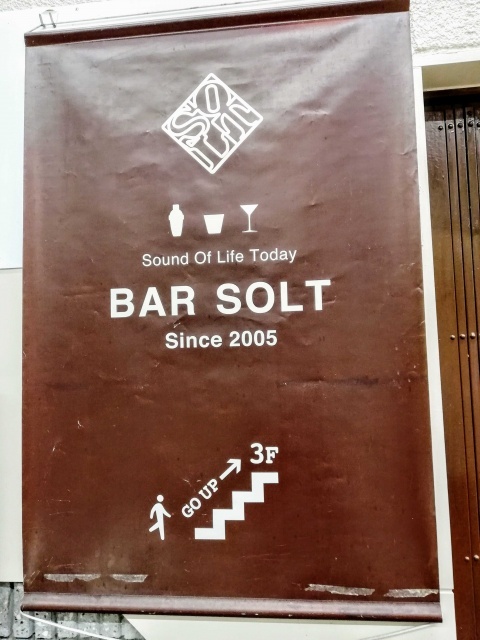 SOLT
Sound Of Life Today
BAR SOLT
Since 2005
GO UP
3F